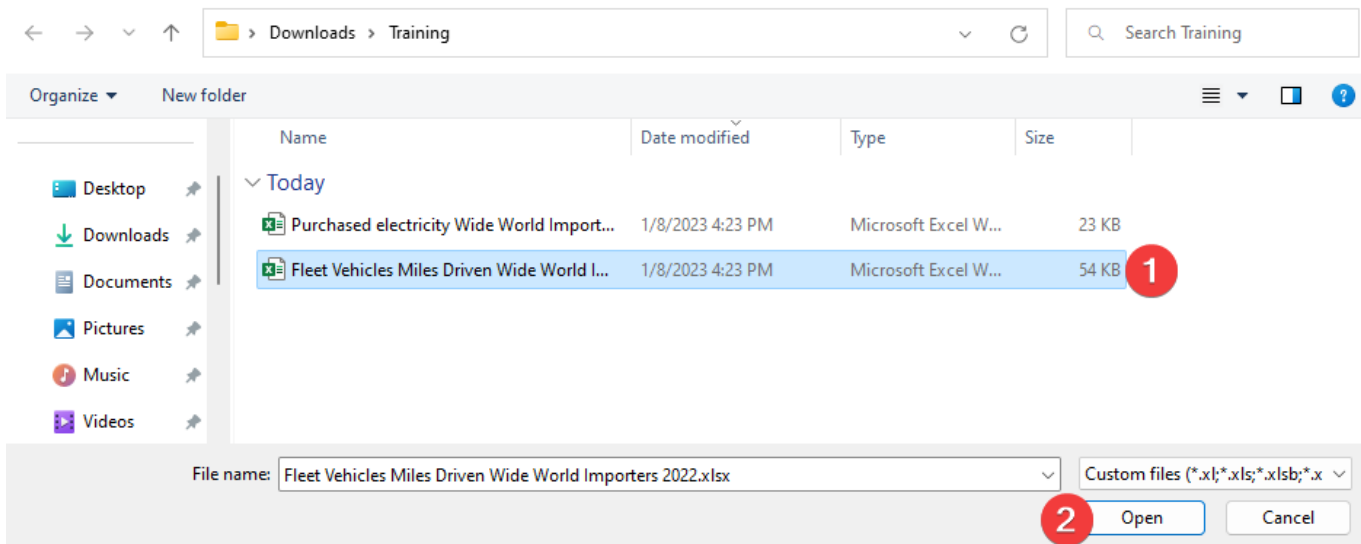 Downloads > Training
Search Training
Organize
New folder
?
Name
Date modified
Type
Size
Today
Purchased electricity Wide World Import... 1/8/2023 4:23 PM Microsoft Excel W... 23 KB
Fleet Vehicles Miles Driven Wide World I... 1/8/2023 4:23 PM Microsoft Excel W... 54 KB
1
Desktop
Downloads
Documents
Pictures
Music
Videos
File name: Fleet Vehicles Miles Driven Wide World Importers 2022.xlsx
Custom files (*.xl;*.xls;*.xlsb;*.x
2
Open
Cancel